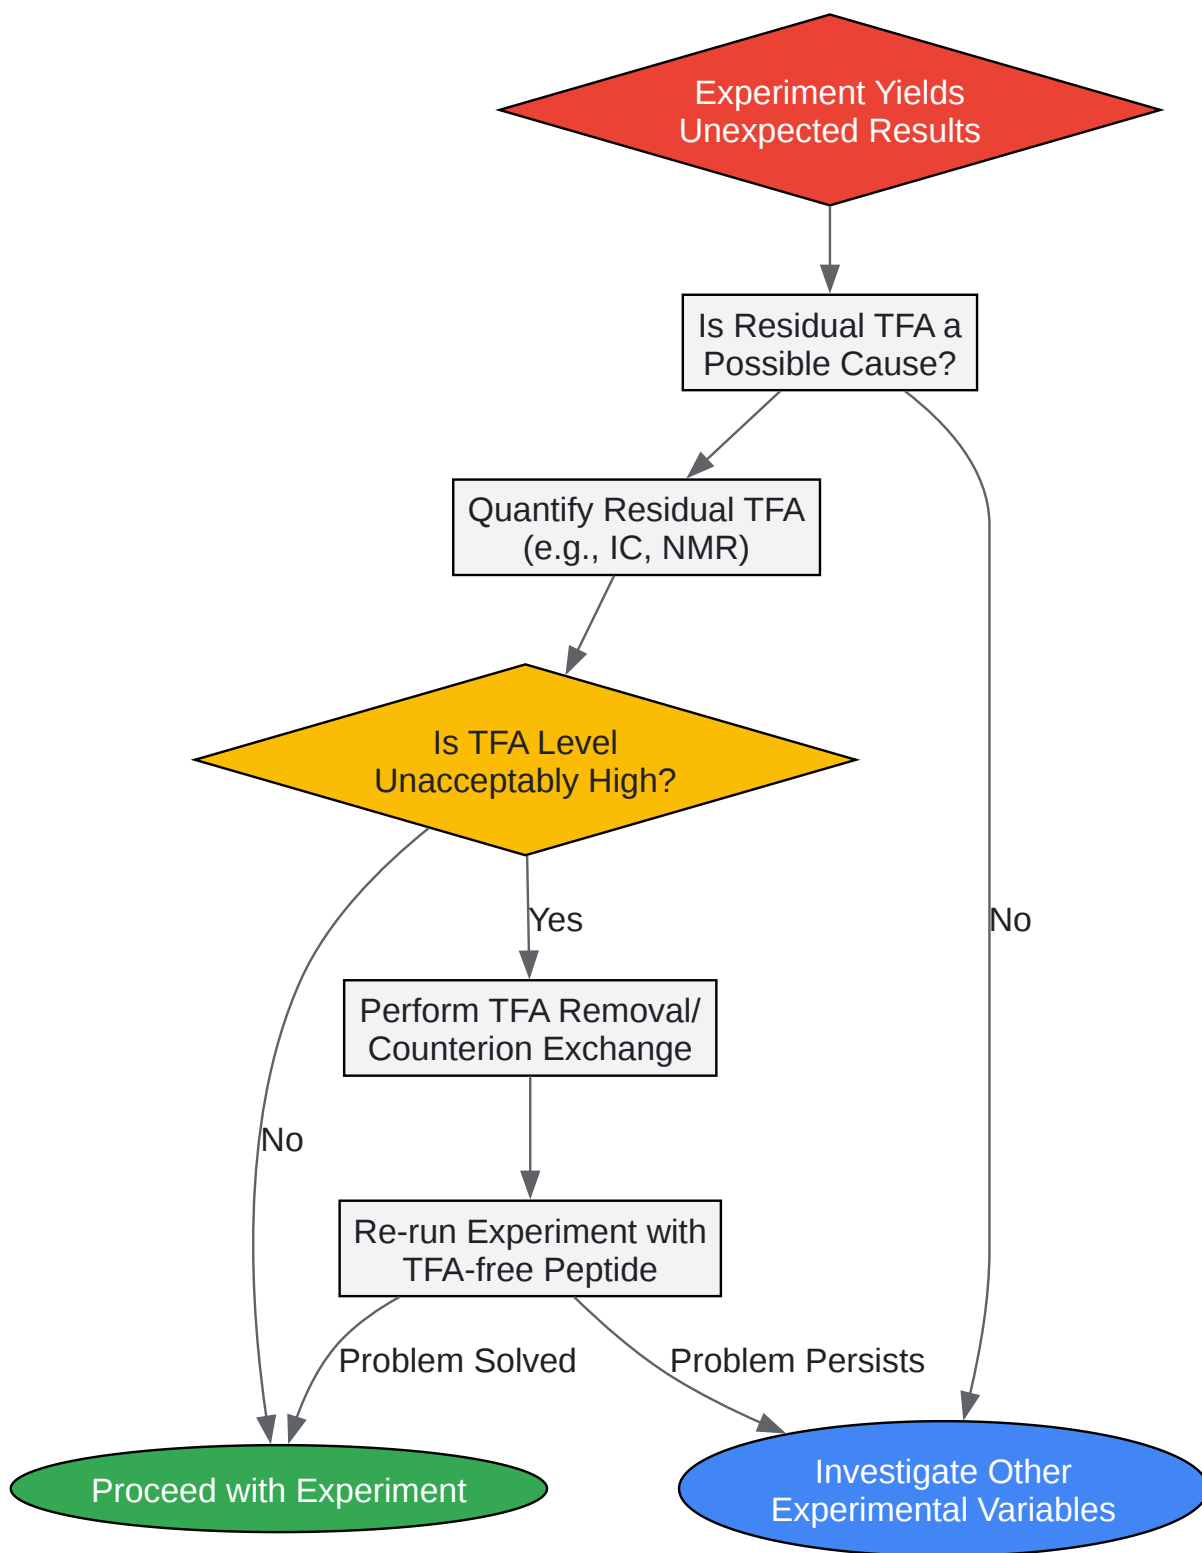 Experiment Yields
Unexpected Results
Is Residual TFA a
Possible Cause?
Quantify Residual TFA
(e.g., IC, NMR)
Is TFA Level
Unacceptably High?
Yes
No
Perform TFA Removal/
Counterion Exchange
No
Re-run Experiment with
TFA-free Peptide
Problem Solved
Problem Persists
Proceed with Experiment
Investigate Other
Experimental Variables